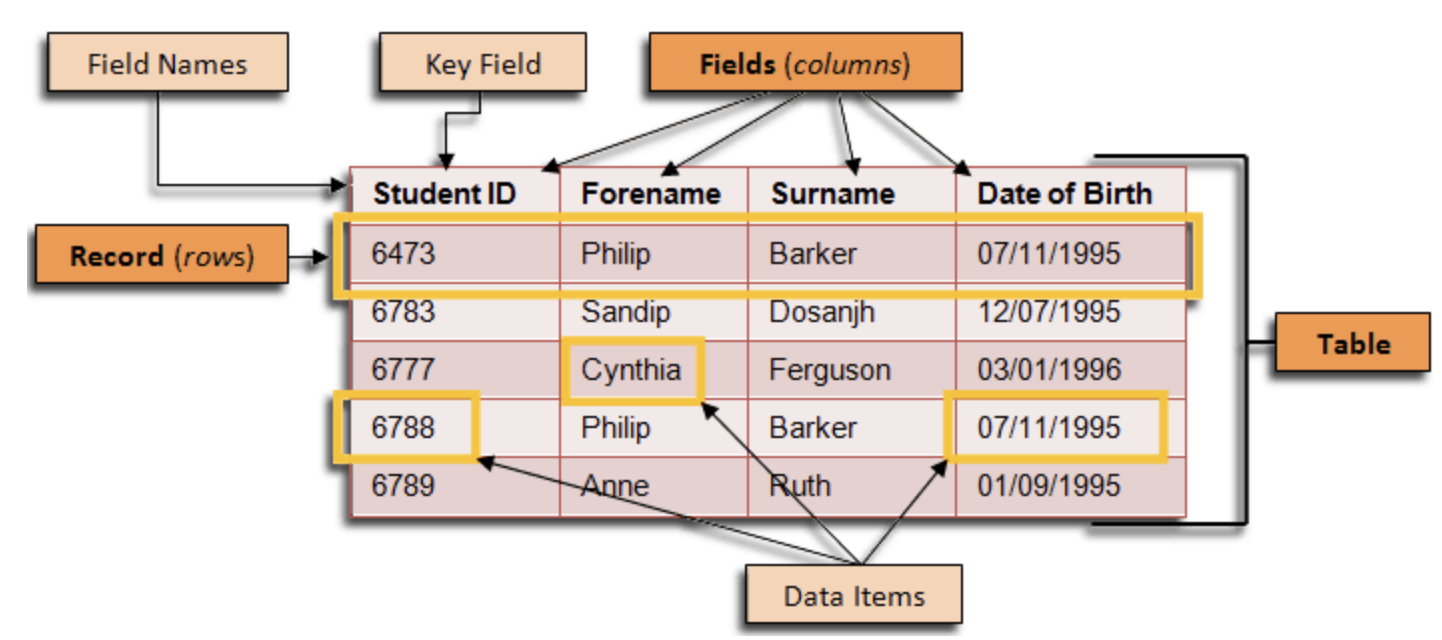 Field Names
Key Field
Fields (columns)
Student ID Forename Surname Date of Birth
Record (rows)
6473 Philip Barker 07/11/1995
6783 Sandip Dosanjh 12/07/1995
Table
6777 Cynthia Ferguson 03/01/1996
6788 Philip Barker 07/11/1995
6789 Anne Ruth 01/09/1995
Data Items